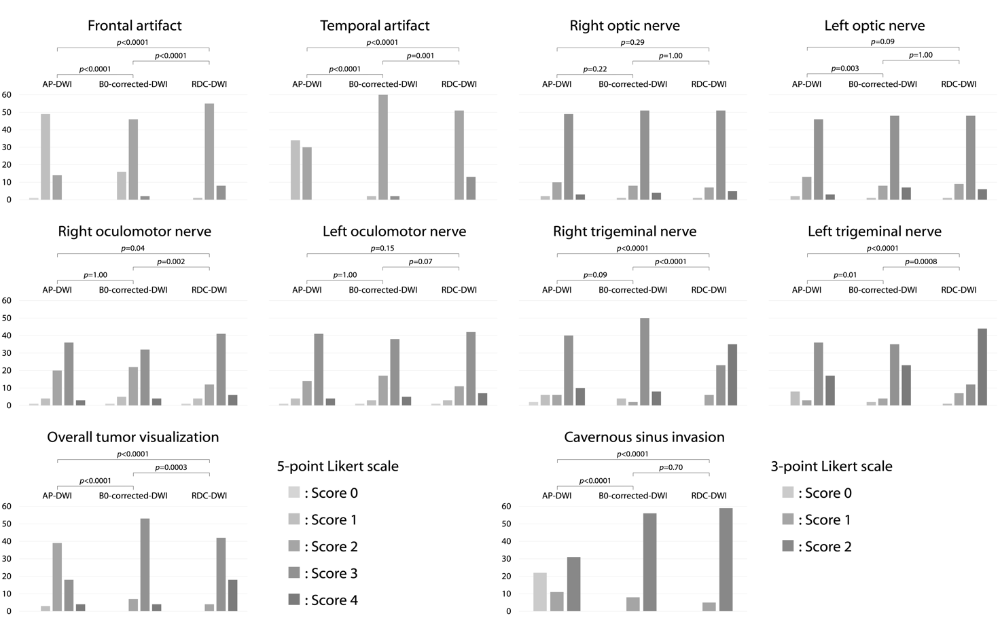 Frontal artifact
p<0.0001
p<0.0001
p<0.0001
AP-DWI B0-corrected-DWI RDC-DWI
60
50
40
30
20
10
0
Temporal artifact
p<0.0001
p=0.001
p<0.0001
AP-DWI B0-corrected-DWI RDC-DWI
Right optic nerve
p=0.29
p=1.00
p=0.22
AP-DWI B0-corrected-DWI RDC-DWI
Left optic nerve
p=0.09
p=1.00
p=0.003
AP-DWI B0-corrected-DWI RDC-DWI
Right oculomotor nerve
p=0.04
p=0.002
p=1.00
AP-DWI B0-corrected-DWI RDC-DWI
60
50
40
30
20
10
0
Left oculomotor nerve
p=0.15
p=0.07
p=1.00
AP-DWI B0-corrected-DWI RDC-DWI
Right trigeminal nerve
p<0.0001
p<0.0001
p=0.09
AP-DWI B0-corrected-DWI RDC-DWI
Left trigeminal nerve
p<0.0001
p=0.0008
p=0.01
AP-DWI B0-corrected-DWI RDC-DWI
Overall tumor visualization
p<0.0001
p=0.0003
p<0.0001
AP-DWI B0-corrected-DWI RDC-DWI
60
50
40
30
20
10
0
5-point Likert scale
: Score 0
: Score 1
: Score 2
: Score 3
: Score 4
Cavernous sinus invasion
p<0.0001
p=0.70
p<0.0001
AP-DWI B0-corrected-DWI RDC-DWI
60
50
40
30
20
10
0
3-point Likert scale
: Score 0
: Score 1
: Score 2